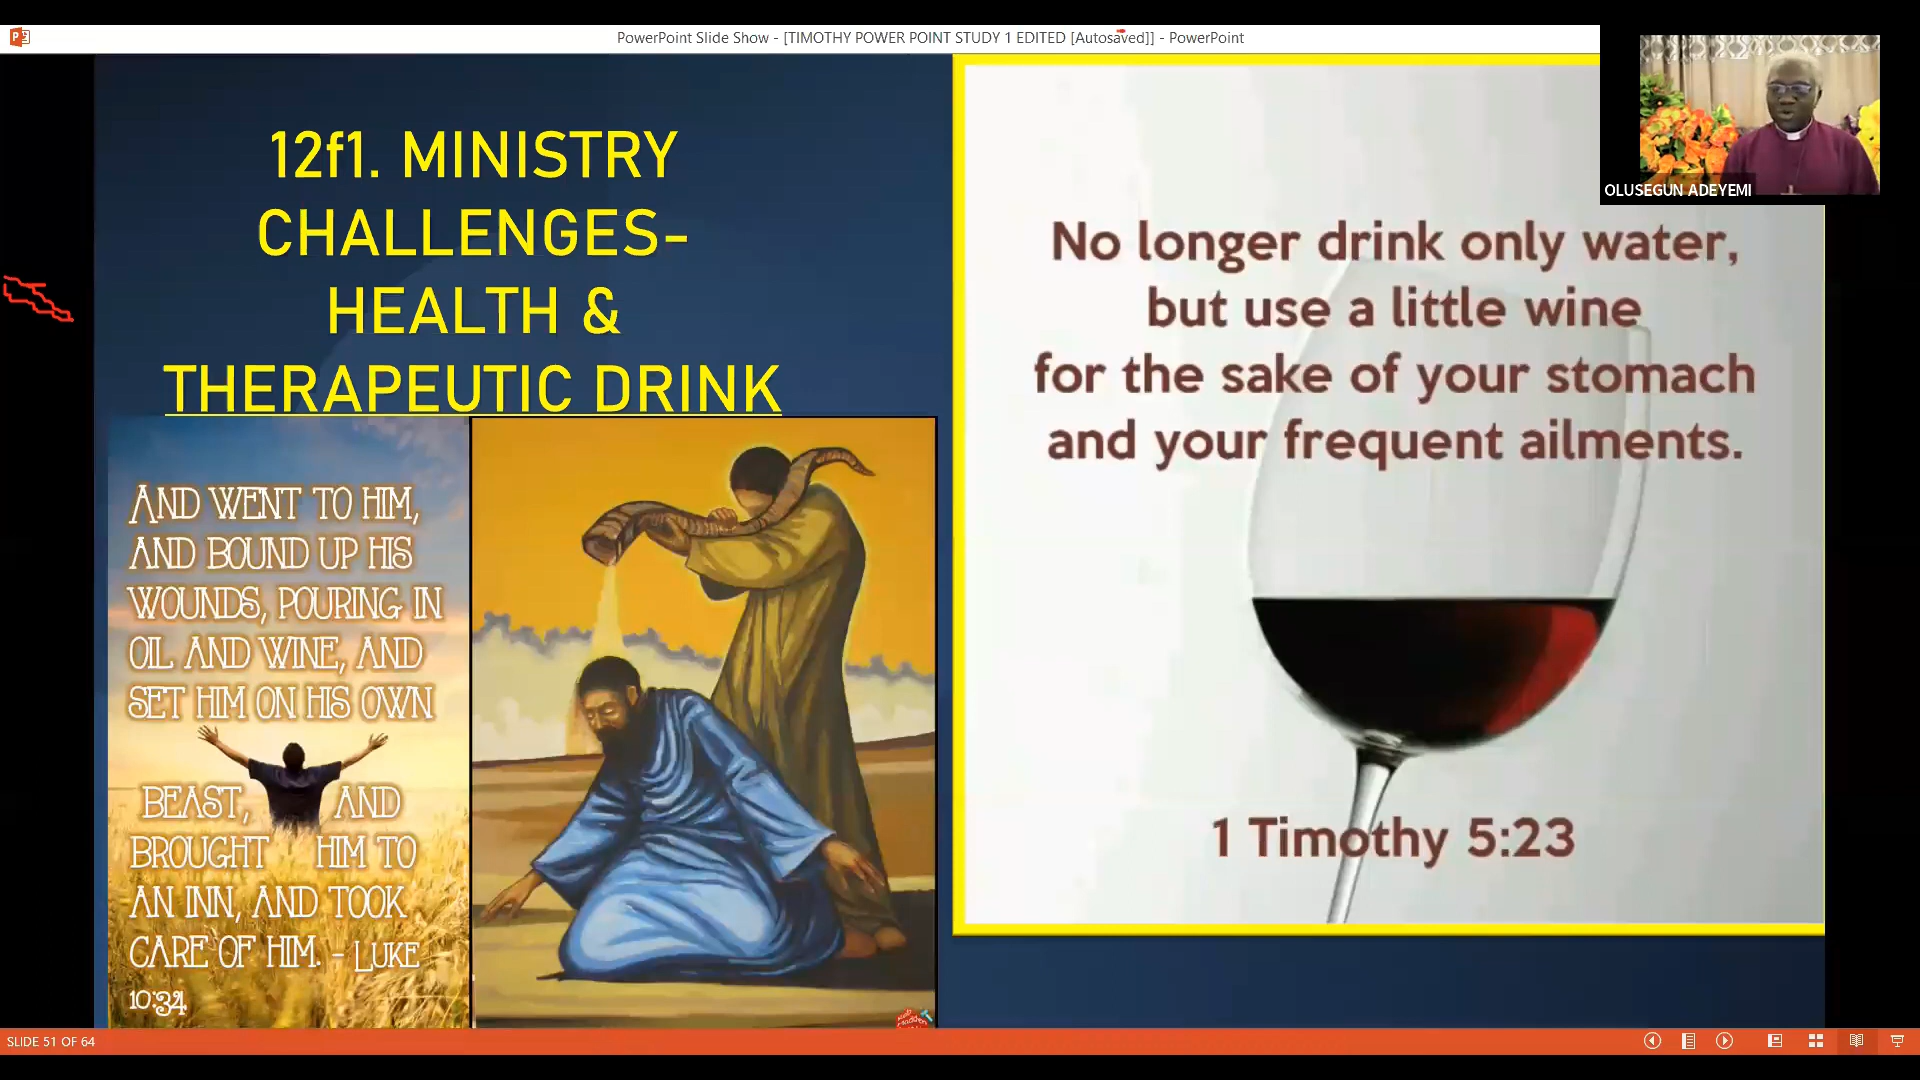 PowerPoint Slide Show - [TIMOTHY POWER POINT STUDY 1 EDITED [Autosaved]] - PowerPoint
OLUSEGUN ADEYEMI
12f1. MINISTRY
CHALLENGES-
HEALTH &
THERAPEUTIC DRINK
AND WENT TO HIM,
AND BOUND UP HIS
WOUNDS, POURING IN
OIL AND WINE, AND
SET HIM ON HIS OWN
BEAST, AND
BROUGHT HIM TO
AN INN, AND TOOK
CARE OF HIM. - LUKE
10:34
No longer drink only water,
but use a little wine
for the sake of your stomach
and your frequent ailments.
1 Timothy 5:23
SLIDE 51 OF 64